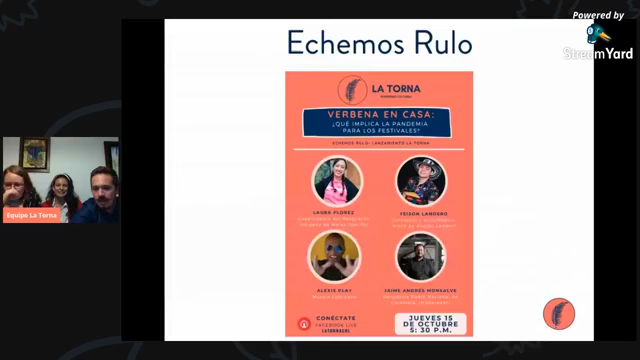 Powered by
StreamYard
Echemos Rulo
LA TORNA
VERBENA EN CASA:
¿QUÉ IMPLICA LA PANDEMIA
PARA LOS FESTIVALES?
ECHEMOS RULO- LANZAMIENTO LA TORNA
LAURA FLOREZ
YEISON LANDERO
ALEXIS PLAY
JAIME ANDRÉS MONSALVE
CONÉCTATE
FACEBOOK LIVE
LATORNACOL
JUEVES 15
DE OCTUBRE
5: 30 P.M.
Equipo La Torna